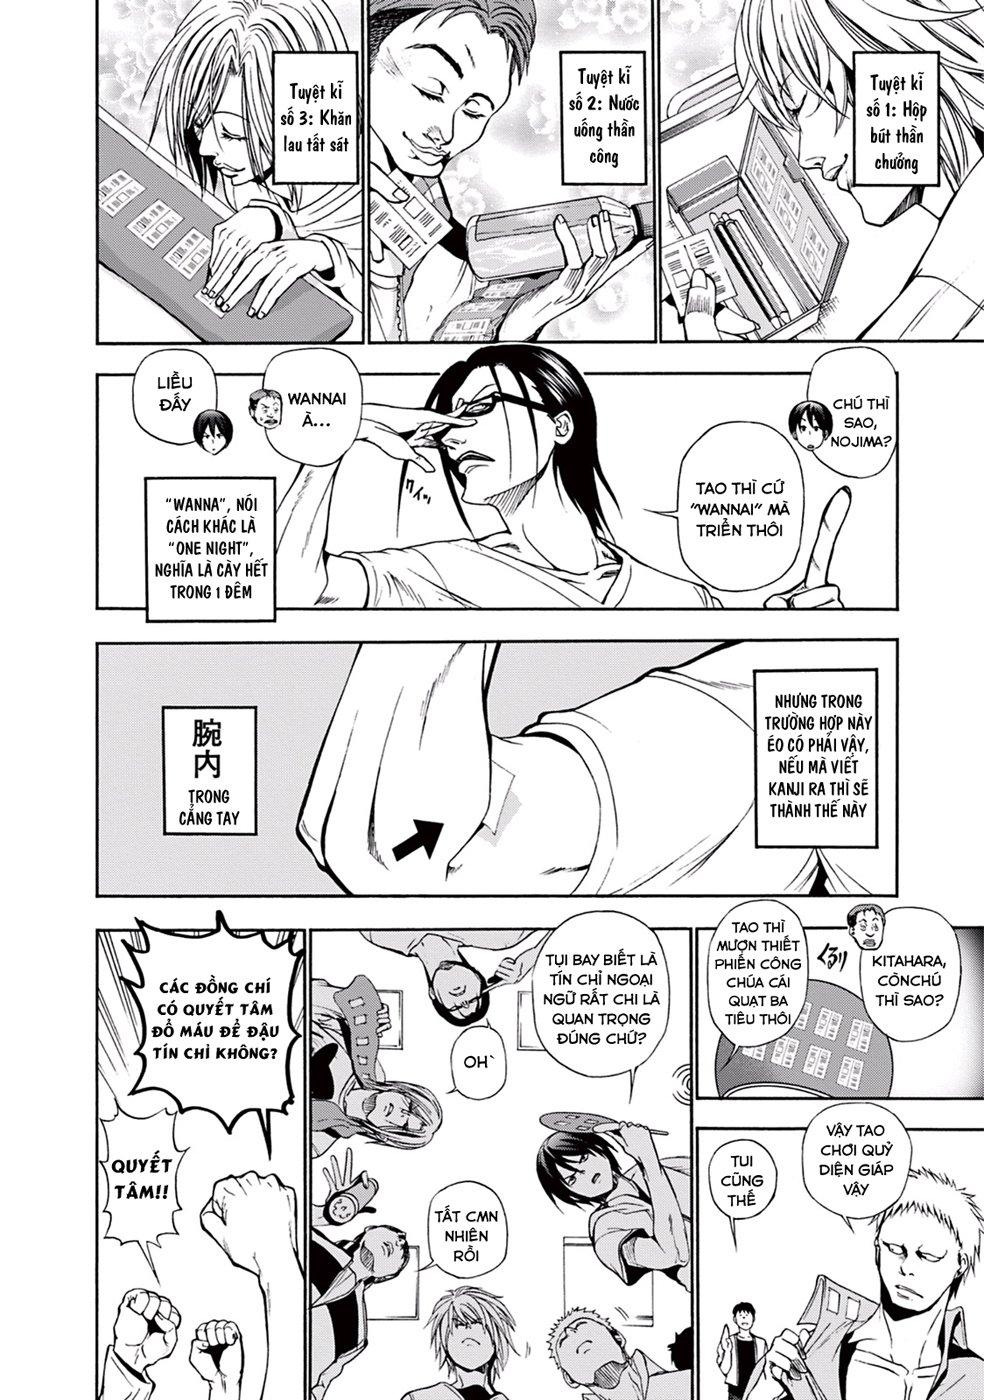 Tuyệt kĩ
số 1: Hộp
bút thần
chưởng
Tuyệt kĩ
số 2: Nước
uống thần
công
Tuyệt kĩ
số 3: Khăn
lau tất sát
CHÚ THÌ
SAO,
NOJIMA?
TAO THÌ CỨ
"WANNAI" MÀ
TRIỂN THÔI
クイッ
WANNAI
À...
LIỀU
ĐẤY
"WANNA", NÓI
CÁCH KHÁC LÀ
"ONE NIGHT",
NGHĨA LÀ CÀY HẾT
TRONG 1 ĐÊM
NHƯNG TRONG
TRƯỜNG HỢP NÀY
ÉO CÓ PHẢI VẬY,
NẾU MÀ VIẾT
KANJI RA THÌ SẼ
THÀNH THẾ NÀY
腕内
TRONG
CẲNG TAY
KITAHARA,
CÒNCHÚ
THÌ SAO?
TAO THÌ
MƯỢN THIẾT
PHIẾN CÔNG
CHÚA CÁI
QUẠT BA
TIÊU THÔI
VẬY TAO
CHƠI QUỶ
DIỆN GIÁP
VẬY
TUI
CŨNG
THẾ
TỤI BAY BIẾT LÀ
TÍN CHỈ NGOẠI
NGỮ RẤT CHI LÀ
QUAN TRỌNG
ĐÚNG CHỨ?
OH`
TẤT CMN
NHIÊN
RỒI
CÁC ĐỒNG CHÍ
CÓ QUYẾT TÂM
ĐỔ MÁU ĐỂ ĐẬU
TÍN CHỈ KHÔNG?
QUYẾT
TÂM!!